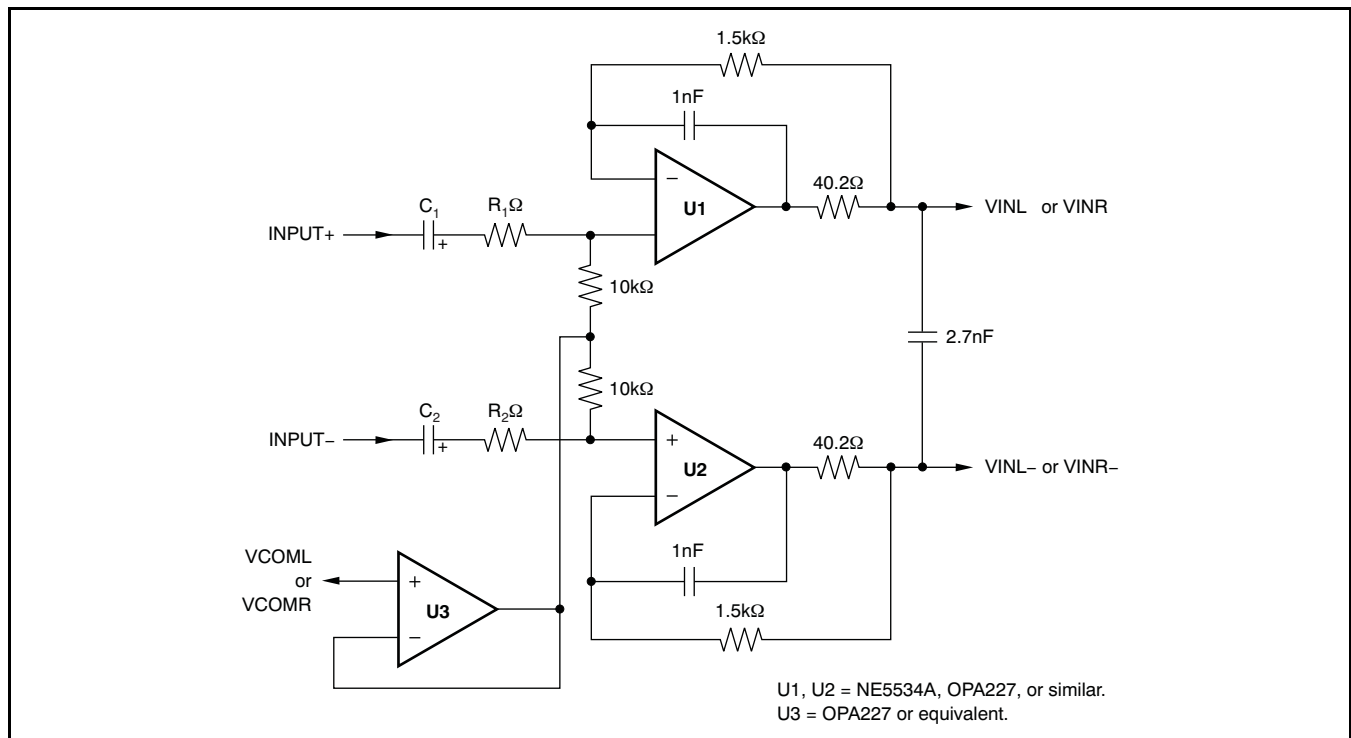 1.5kΩ
1nF
−
U1
40.2Ω
VINL or VINR
C1
R1Ω
INPUT+
+
10kΩ
2.7nF
10kΩ
C2
R2Ω
INPUT−
+
+
U2
−
40.2Ω
VINL− or VINR−
1nF
1.5kΩ
VCOML
or
VCOMR
+
U3
−
U1, U2 = NE5534A, OPA227, or similar.
U3 = OPA227 or equivalent.